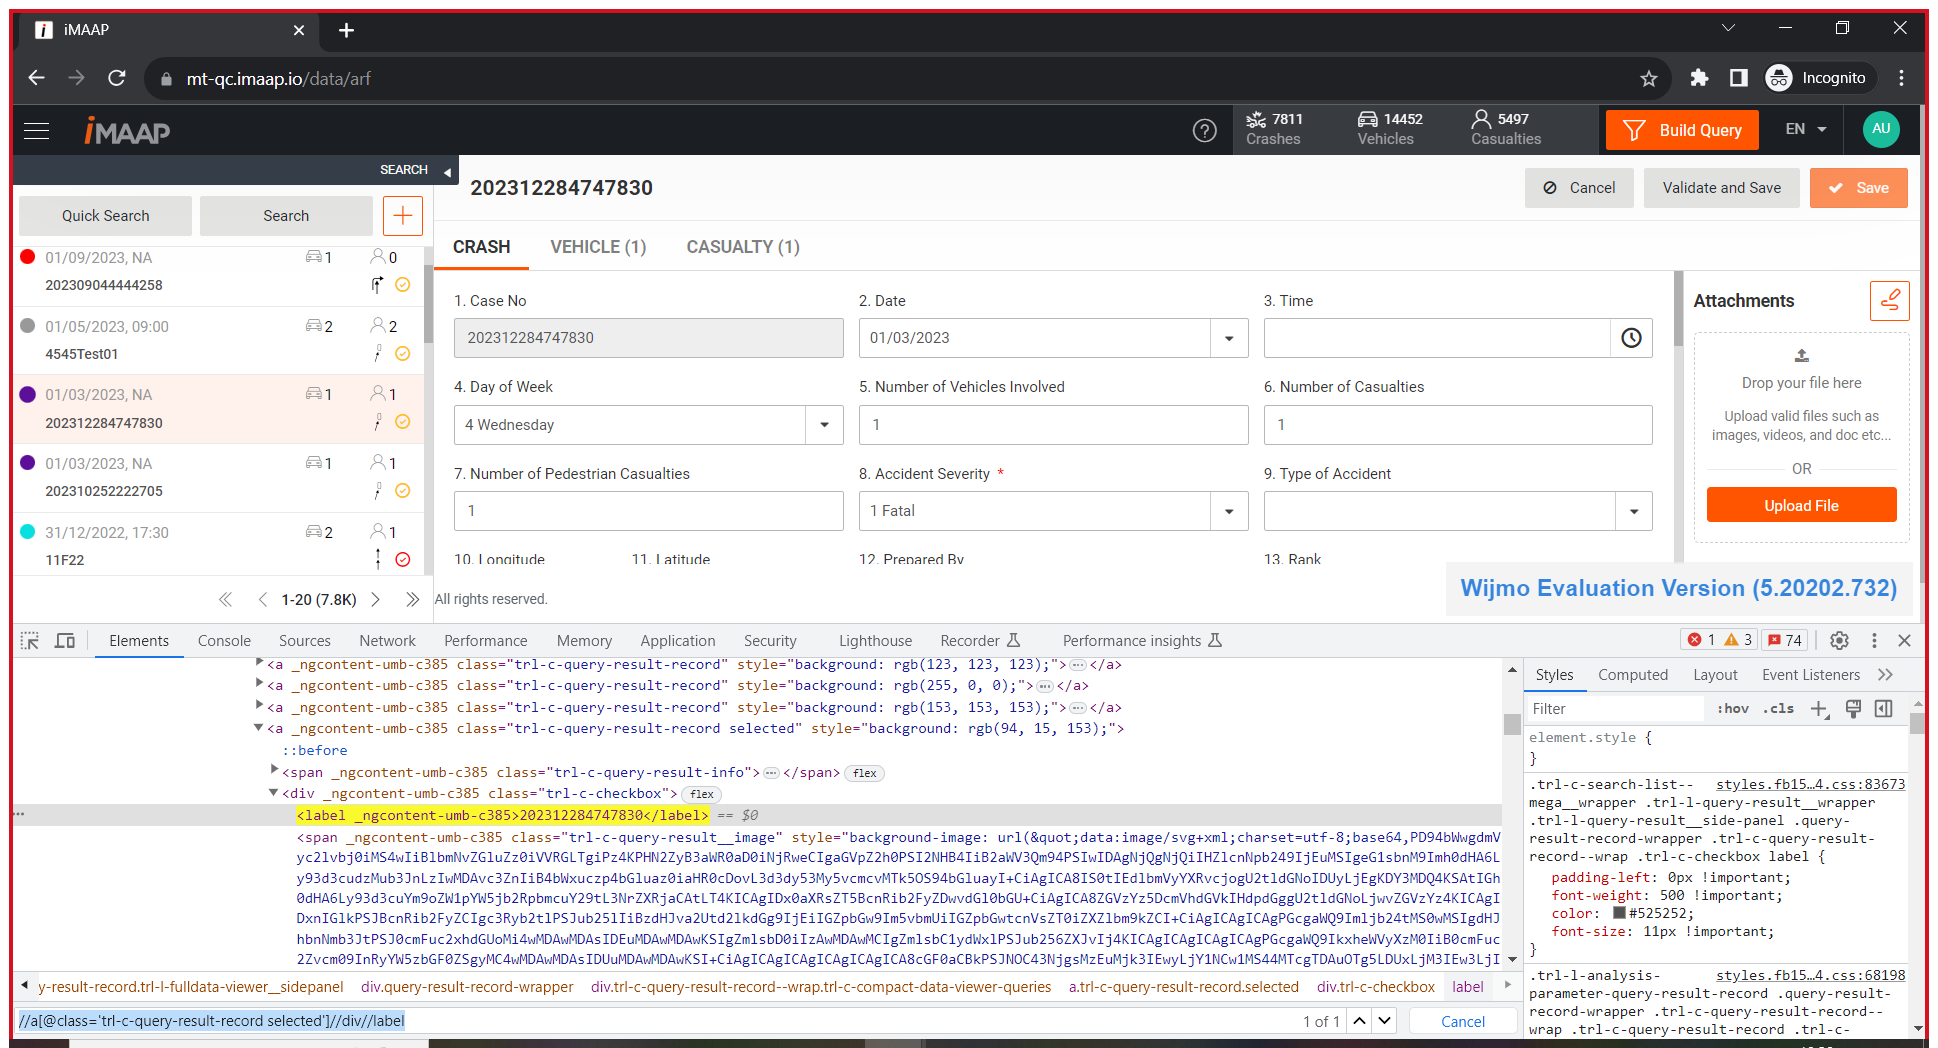 iMAAP
mt-qc.imaap.io/data/arf
Incognito
iMAAP
7811
Crashes
14452
Vehicles
5497
Casualties
Build Query
EN
AU
SEARCH
202312284747830
Cancel
Validate and Save
Save
Quick Search
Search
CRASH
VEHICLE (1)
CASUALTY (1)
01/09/2023, NA
1
0
202309044444258
01/05/2023, 09:00
2
2
4545Test01
01/03/2023, NA
1
1
202312284747830
01/03/2023, NA
1
1
202310252222705
31/12/2022, 17:30
2
1
11F22
1-20 (7.8K)
1. Case No
2. Date
3. Time
202312284747830
01/03/2023
4. Day of Week
5. Number of Vehicles Involved
6. Number of Casualties
4 Wednesday
1
1
7. Number of Pedestrian Casualties
8. Accident Severity *
9. Type of Accident
1
1 Fatal
10. Longitude
11. Latitude
12. Prepared By
13. Rank
Attachments
Drop your file here
Upload valid files such as
images, videos, and doc etc...
OR
Upload File
All rights reserved.
Wijmo Evaluation Version (5.20202.732)
Elements
Console
Sources
Network
Performance
Memory
Application
Security
Lighthouse
Recorder
Performance insights
1
3
74
<a _ngcontent-umb-c385 class="trl-c-query-result-record" style="background: rgb(123, 123, 123);">…</a>
<a _ngcontent-umb-c385 class="trl-c-query-result-record" style="background: rgb(255, 0, 0);">…</a>
<a _ngcontent-umb-c385 class="trl-c-query-result-record" style="background: rgb(153, 153, 153);">…</a>
<a _ngcontent-umb-c385 class="trl-c-query-result-record selected" style="background: rgb(94, 15, 153);">
::before
<span _ngcontent-umb-c385 class="trl-c-query-result-info">…</span> flex
<div _ngcontent-umb-c385 class="trl-c-checkbox"> flex
<label _ngcontent-umb-c385>202312284747830</label> == $0
<span _ngcontent-umb-c385 class="trl-c-query-result__image" style="background-image: url(&quot;data:image/svg+xml;charset=utf-8;base64,PD94bWwgdmV
y-result-record.trl-l-fulldata-viewer__sidepanel
div.query-result-record-wrapper
div.trl-c-query-result-record--wrap.trl-c-compact-data-viewer-queries
a.trl-c-query-result-record.selected
div.trl-c-checkbox
label
//a[@class='trl-c-query-result-record selected']//div//label
1 of 1
Cancel
Styles
Computed
Layout
Event Listeners
Filter
:hov
.cls
element.style {
}
.trl-c-search-list--
styles.fb15…4.css:83673
mega__wrapper .trl-l-query-result__wrapper
.trl-l-query-result__side-panel .query-
result-record-wrapper .trl-c-query-result-
record--wrap .trl-c-checkbox label {
padding-left: 0px !important;
font-weight: 500 !important;
color: #525252;
font-size: 11px !important;
}
.trl-l-analysis-
styles.fb15…4.css:68198
parameter-query-result-record .query-result-
record-wrapper .trl-c-query-result-record--
wrap .trl-c-query-result-record .trl-c-